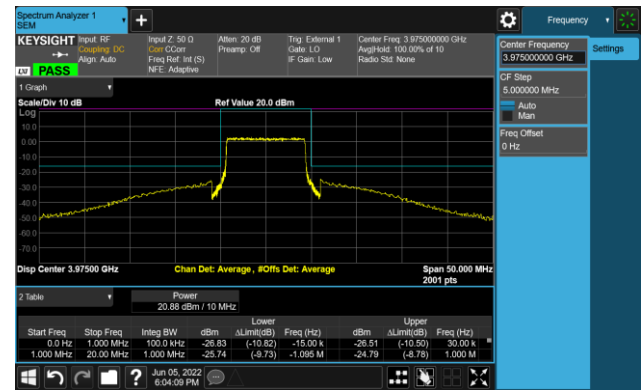 Spectrum Analyzer 1
SEM
Frequency
KEYSIGHT
Input: RF
Coupling: DC
Align: Auto
Input Z: 50 Ω
Corr CCorr
Freq Ref: Int (S)
NFE: Adaptive
Atten: 20 dB
Preamp: Off
Trig: External 1
Gate: LO
IF Gain: Low
Center Freq: 3.975000000 GHz
Avg|Hold: 100.00% of 10
Radio Std: None
LXI
PASS
Center Frequency
3.975000000 GHz
Settings
CF Step
5.000000 MHz
Auto
Man
Freq Offset
0 Hz
1 Graph
Scale/Div 10 dB
Ref Value 20.0 dBm
Log
10.0
0.00
-10.0
-20.0
-30.0
-40.0
-50.0
-60.0
-70.0
Disp Center 3.97500 GHz
Chan Det: Average, #Offs Det: Average
Span 50.000 MHz
2001 pts
2 Table
Power
20.88 dBm / 10 MHz
Lower Upper
Start Freq Stop Freq Integ BW dBm ΔLimit(dB) Freq (Hz) dBm ΔLimit(dB) Freq (Hz)
0.0 Hz 1.000 MHz 100.0 kHz -26.83 (-10.82) -15.00 k -26.51 (-10.50) 30.00 k
1.000 MHz 20.00 MHz 1.000 MHz -25.74 (-9.73) -1.095 M -24.79 (-8.78) 1.000 M
?
Jun 05, 2022
6:04:09 PM